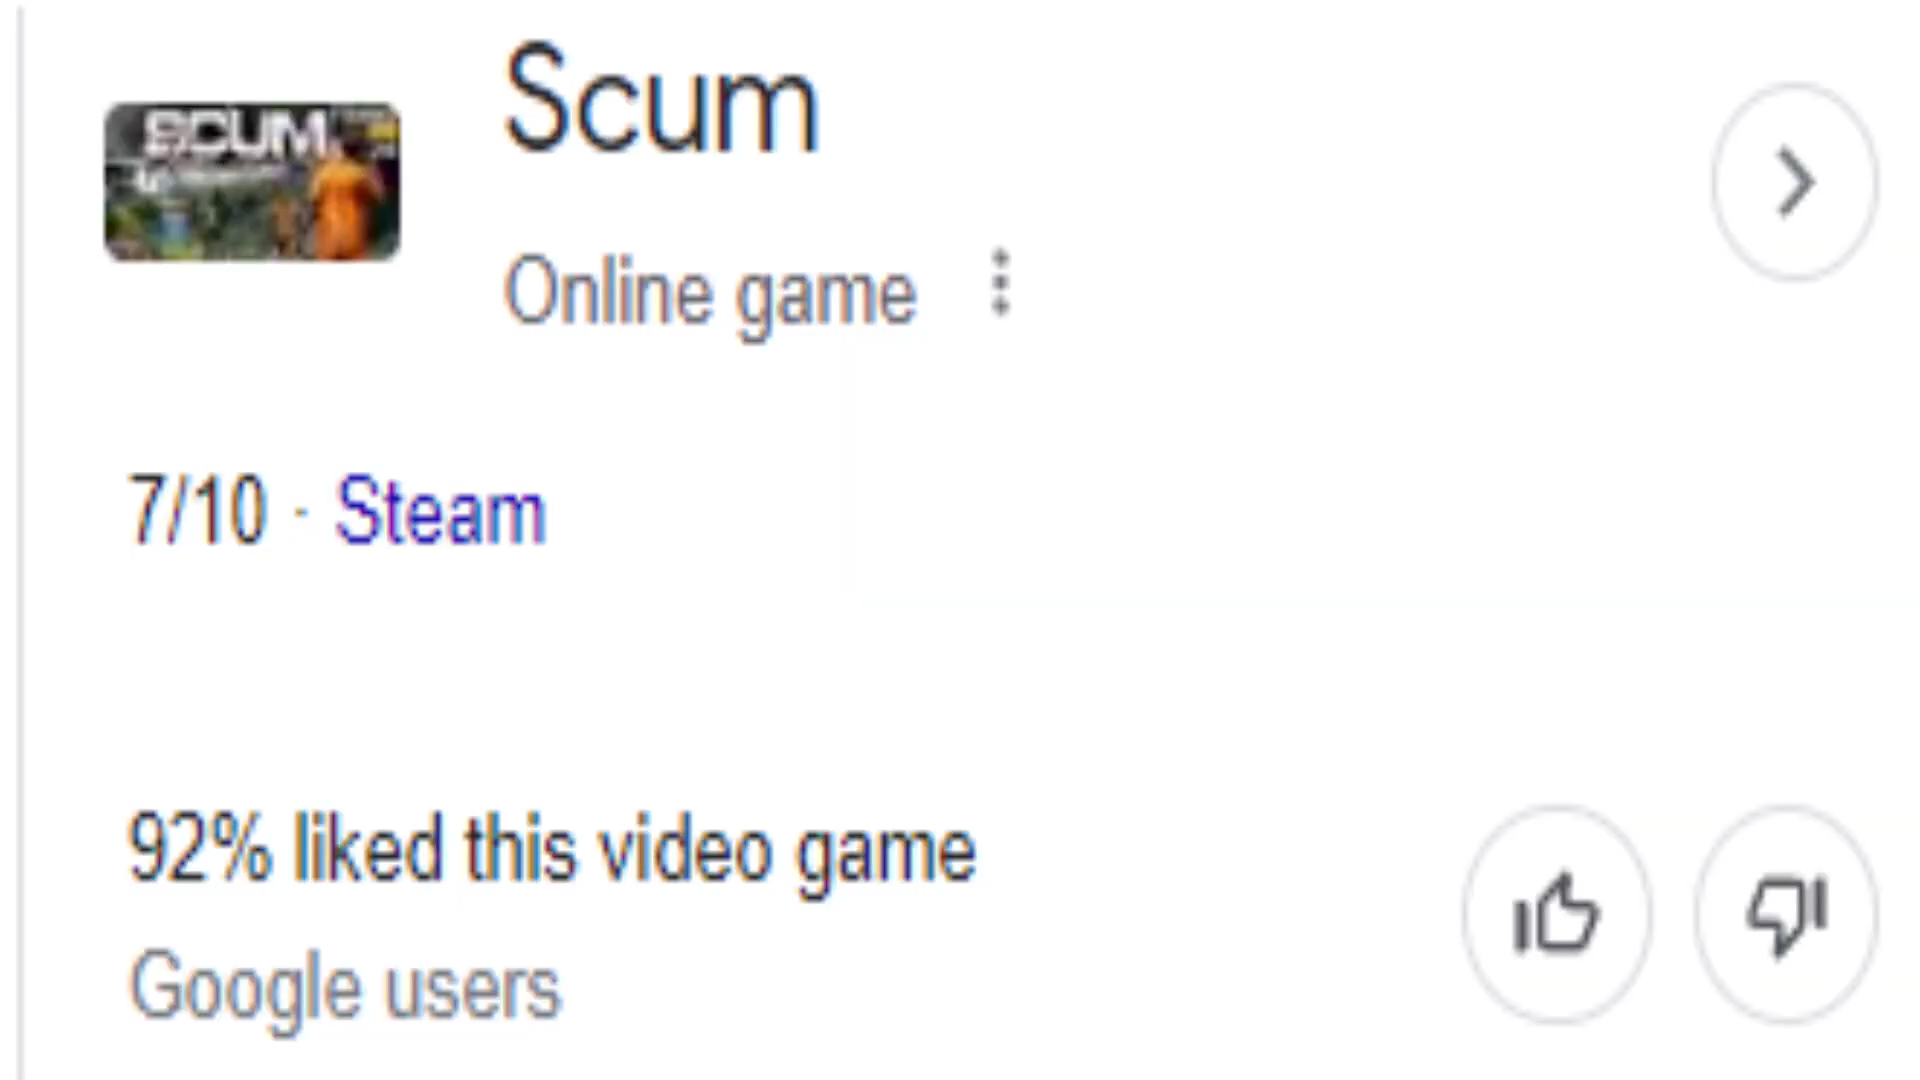 SCUM
Scum
Online game
7/10 · Steam
92% liked this video game
Google users